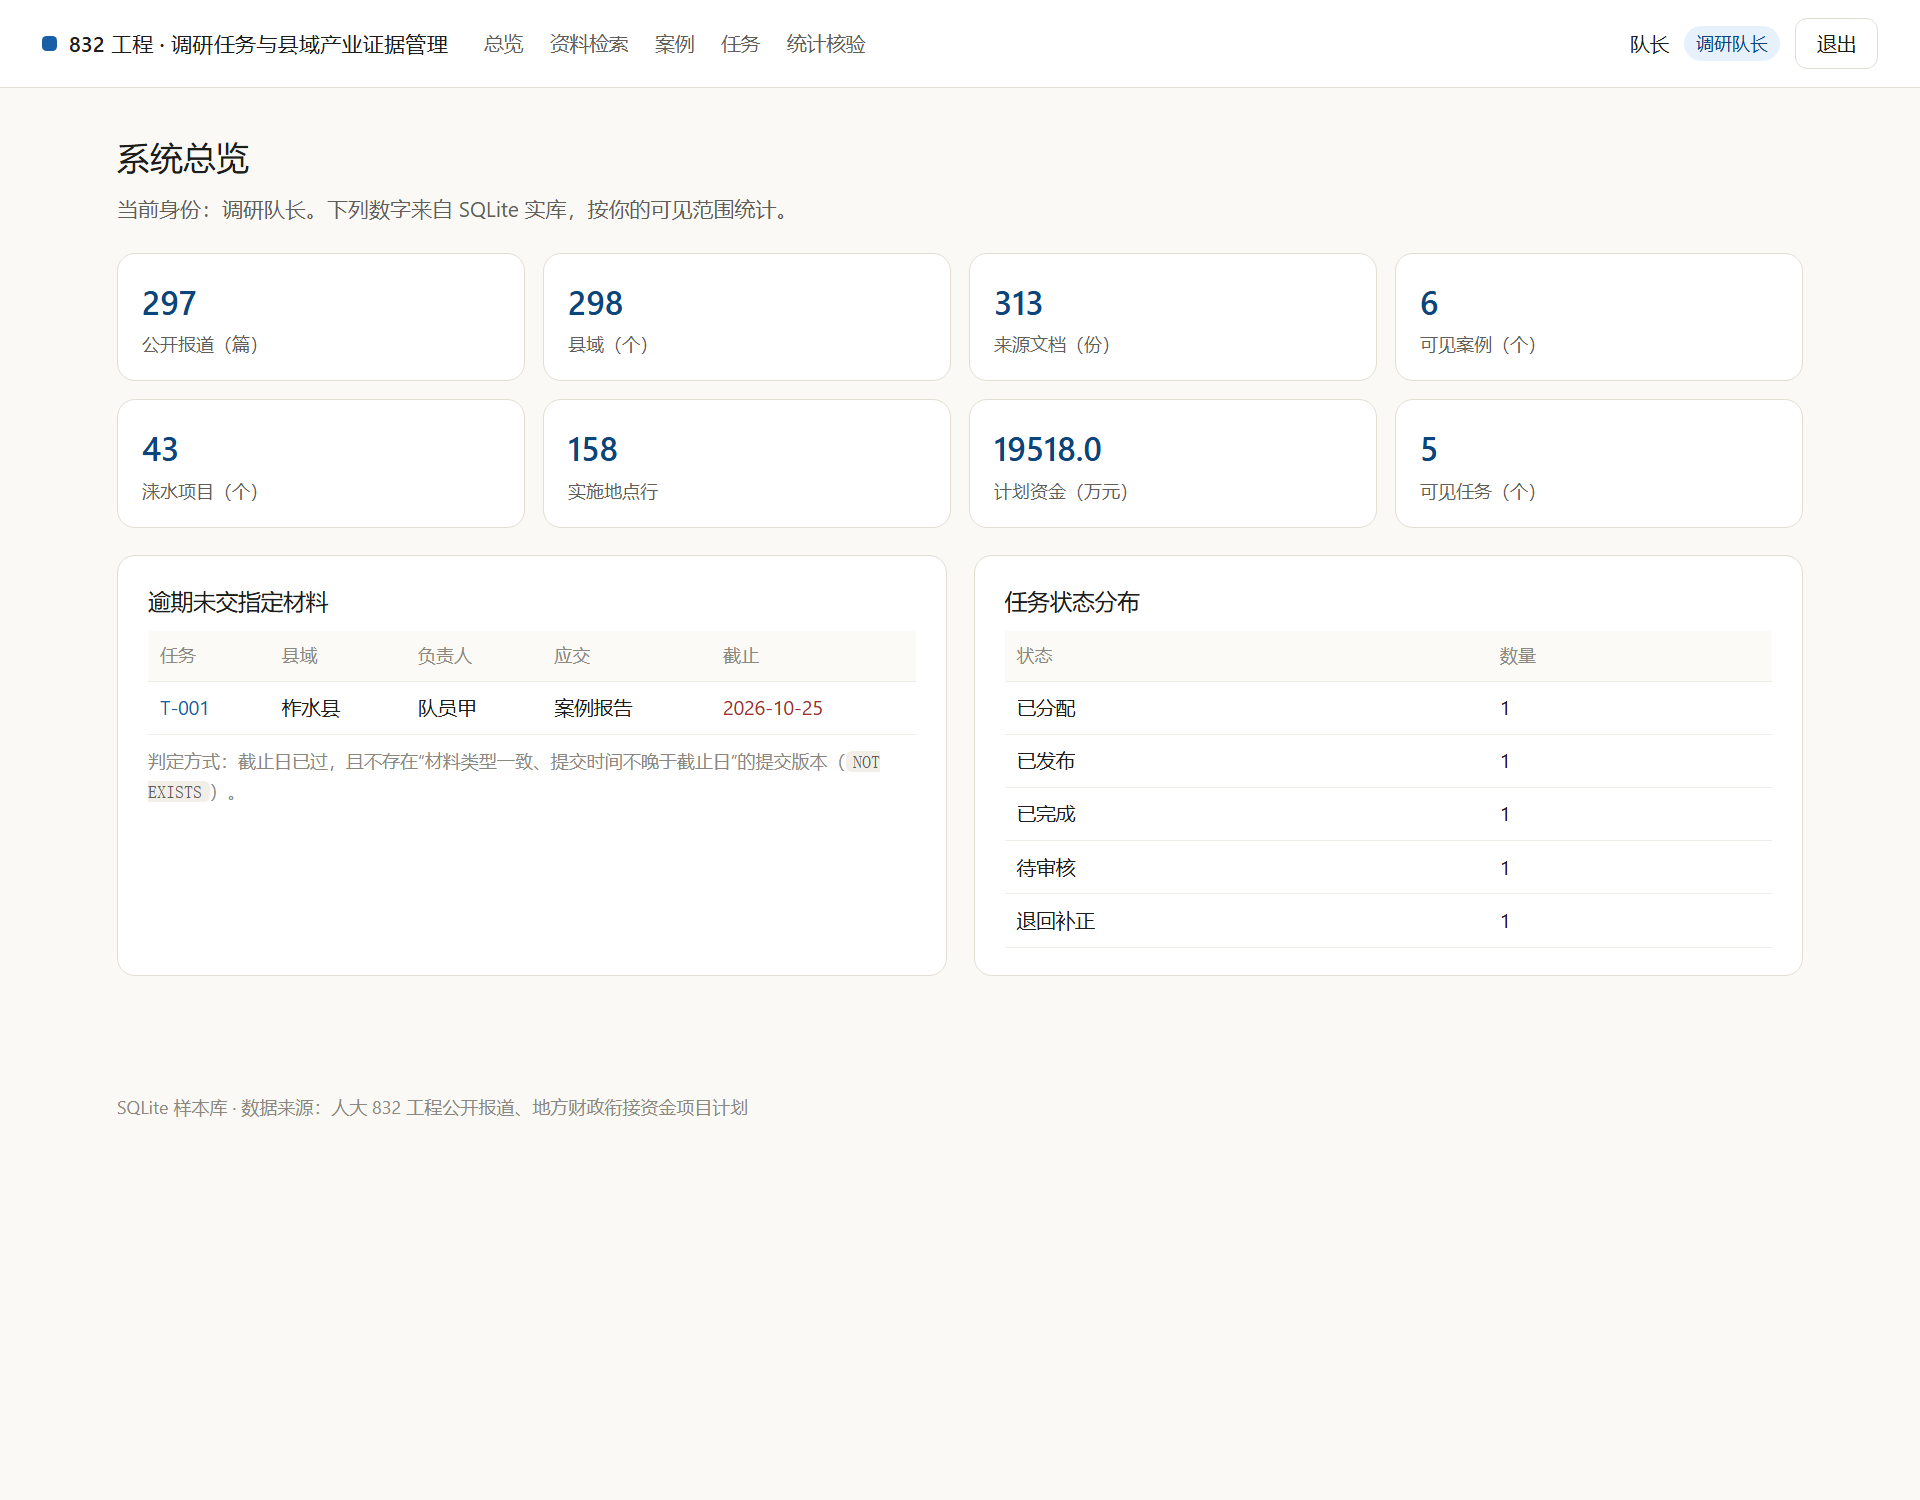 832 工程 · 调研任务与县域产业证据管理 总览 资料检索 案例 任务 统计核验 队长 调研队长 退出
系统总览
当前身份：调研队长。下列数字来自 SQLite 实库，按你的可见范围统计。
297 298 313 6
公开报道（篇） 县域（个） 来源文档（份） 可见案例（个）
43 158 19518.0 5
涞水项目（个） 实施地点行 计划资金（万元） 可见任务（个）
逾期未交指定材料
任务 县域 负责人 应交 截止
T-001 柞水县 队员甲 案例报告 2026-10-25
判定方式：截止日已过，且不存在“材料类型一致、提交时间不晚于截止日”的提交版本（ NOT
EXISTS ）。
任务状态分布
状态 数量
已分配 1
已发布 1
已完成 1
待审核 1
退回补正 1
SQLite 样本库 · 数据来源：人大 832 工程公开报道、地方财政衔接资金项目计划